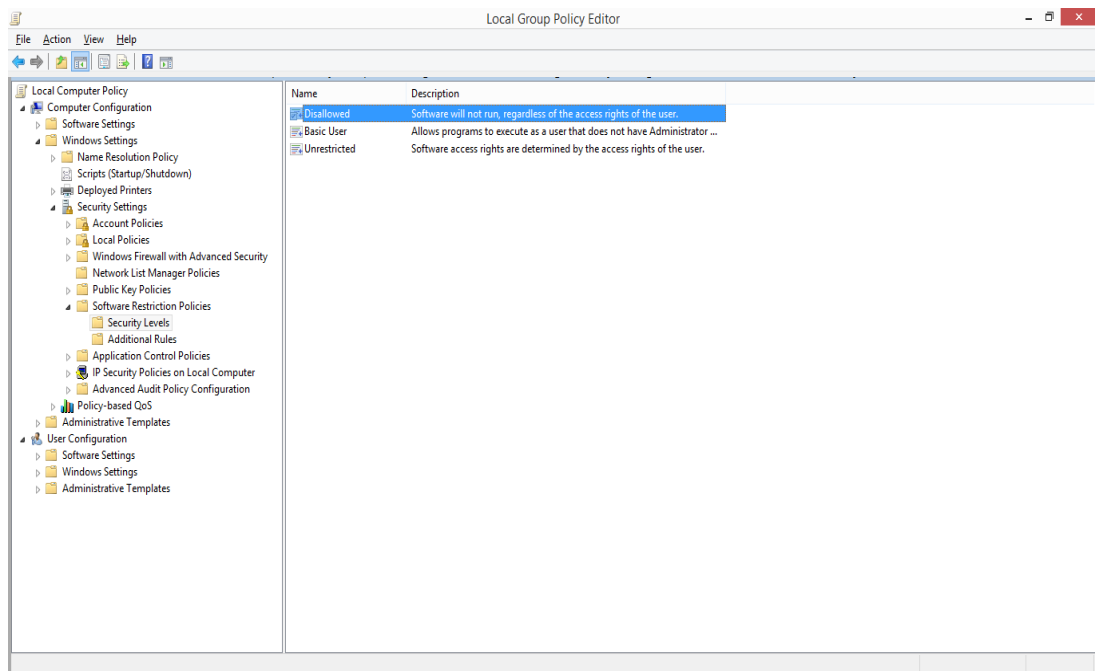 Local Group Policy Editor
File Action View Help
Local Computer Policy
Computer Configuration
Software Settings
Windows Settings
Name Resolution Policy
Scripts (Startup/Shutdown)
Deployed Printers
Security Settings
Account Policies
Local Policies
Windows Firewall with Advanced Security
Network List Manager Policies
Public Key Policies
Software Restriction Policies
Security Levels
Additional Rules
Application Control Policies
IP Security Policies on Local Computer
Advanced Audit Policy Configuration
Policy-based QoS
Administrative Templates
User Configuration
Software Settings
Windows Settings
Administrative Templates
Name Description
Disallowed Software will not run, regardless of the access rights of the user.
Basic User Allows programs to execute as a user that does not have Administrator ...
Unrestricted Software access rights are determined by the access rights of the user.